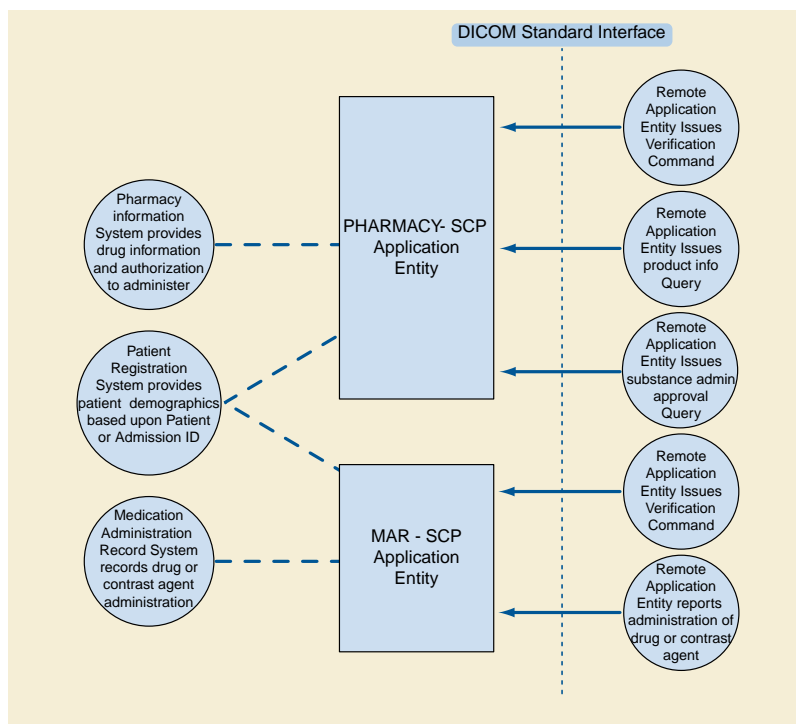 DICOM Standard Interface
Remote
Application
Entity Issues
Verification
Command
Pharmacy
information
System provides
drug information
and authorization
to administer
PHARMACY- SCP
Application
Entity
Remote
Application
Entity Issues
product info
Query
Patient
Registration
System provides
patient demographics
based upon Patient
or Admission ID
Remote
Application
Entity Issues
substance admin
approval
Query
Remote
Application
Entity Issues
Verification
Command
Medication
Administration
Record System
records drug or
contrast agent
administration
MAR - SCP
Application
Entity
Remote
Application
Entity reports
administration of
drug or contrast
agent